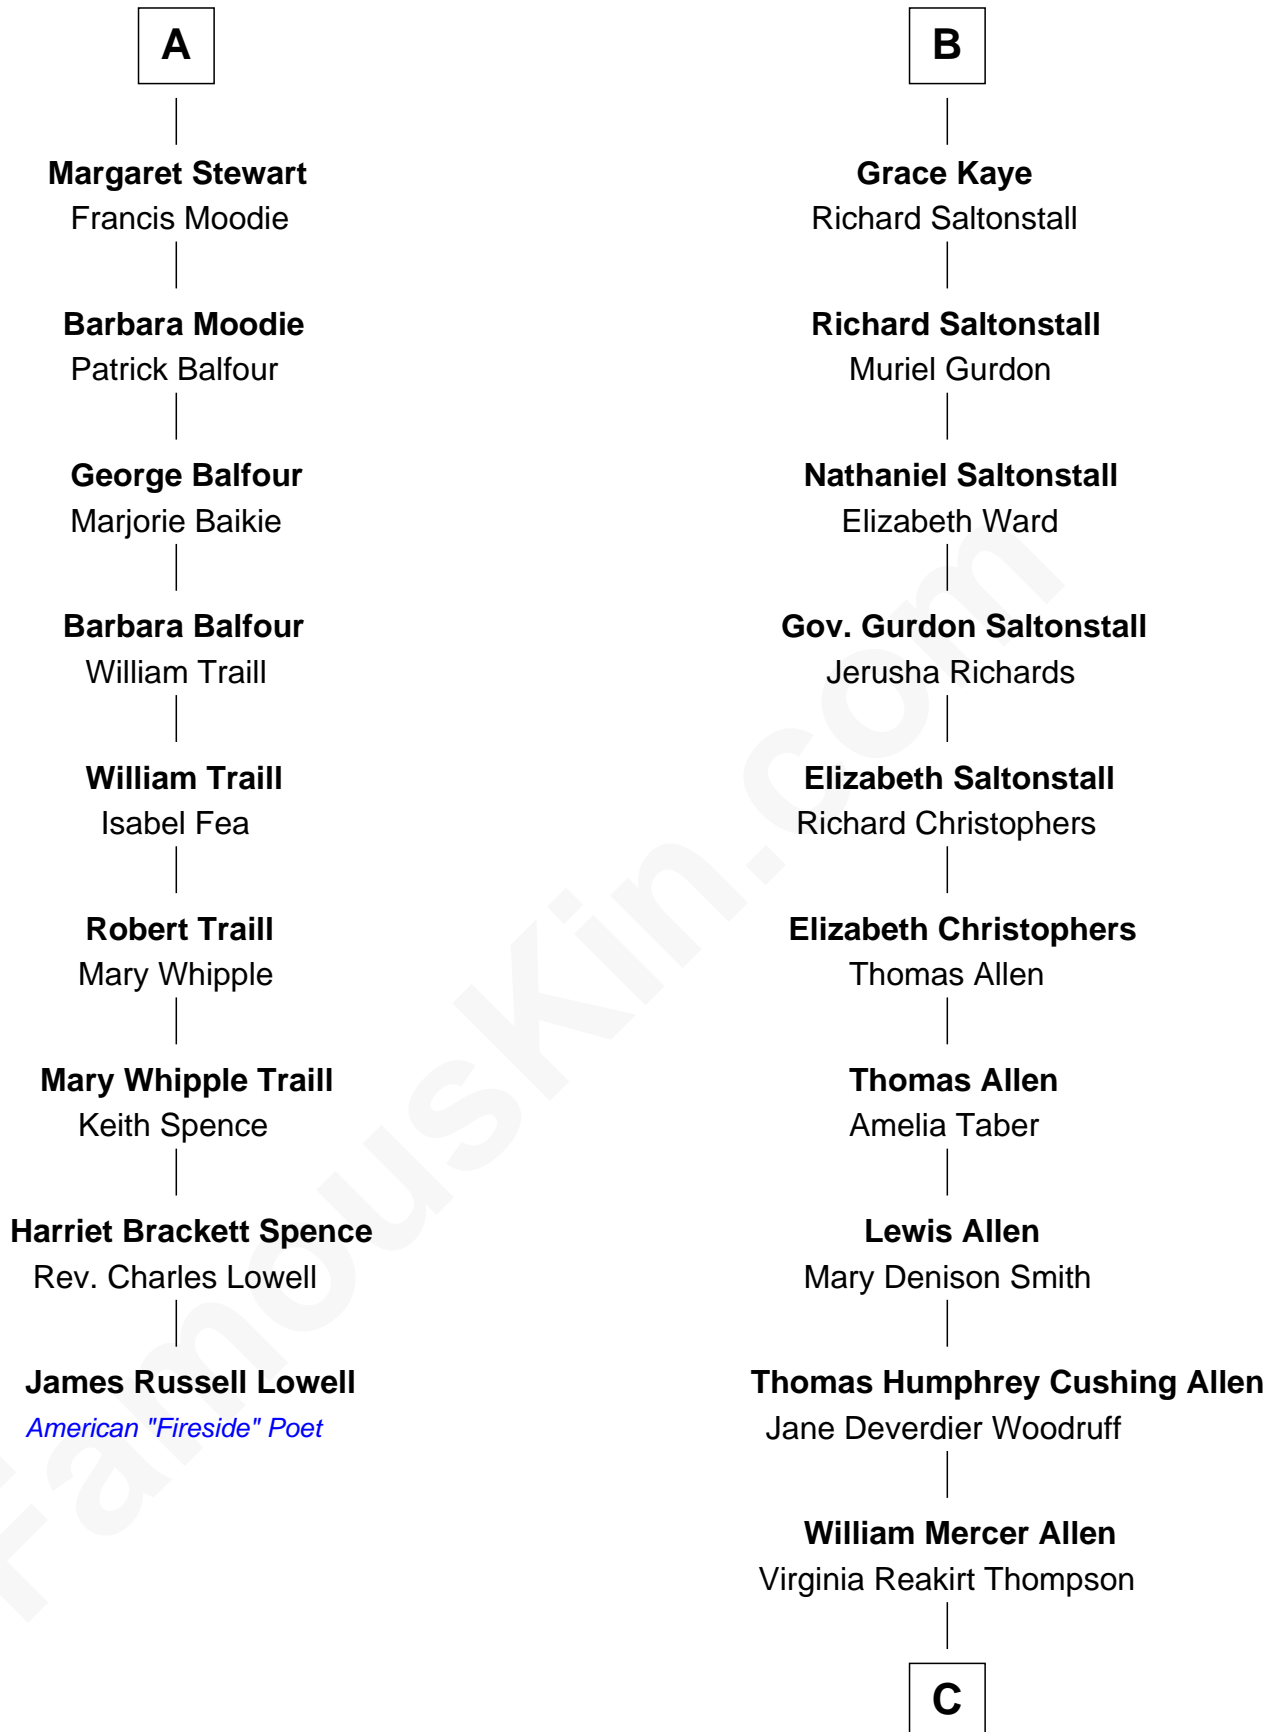 A
Margaret Stewart
Francis Moodie
Barbara Moodie
Patrick Balfour
George Balfour
Marjorie Baikie
Barbara Balfour
William Traill
William Traill
Isabel Fea
Robert Traill
Mary Whipple
Mary Whipple Traill
Keith Spence
Harriet Brackett Spence
Rev. Charles Lowell
James Russell Lowell
American "Fireside" Poet
B
Grace Kaye
Richard Saltonstall
Richard Saltonstall
Muriel Gurdon
Nathaniel Saltonstall
Elizabeth Ward
Gov. Gurdon Saltonstall
Jerusha Richards
Elizabeth Saltonstall
Richard Christophers
Elizabeth Christophers
Thomas Allen
Thomas Allen
Amelia Taber
Lewis Allen
Mary Denison Smith
Thomas Humphrey Cushing Allen
Jane Deverdier Woodruff
William Mercer Allen
Virginia Reakirt Thompson
C
FamousKin.com